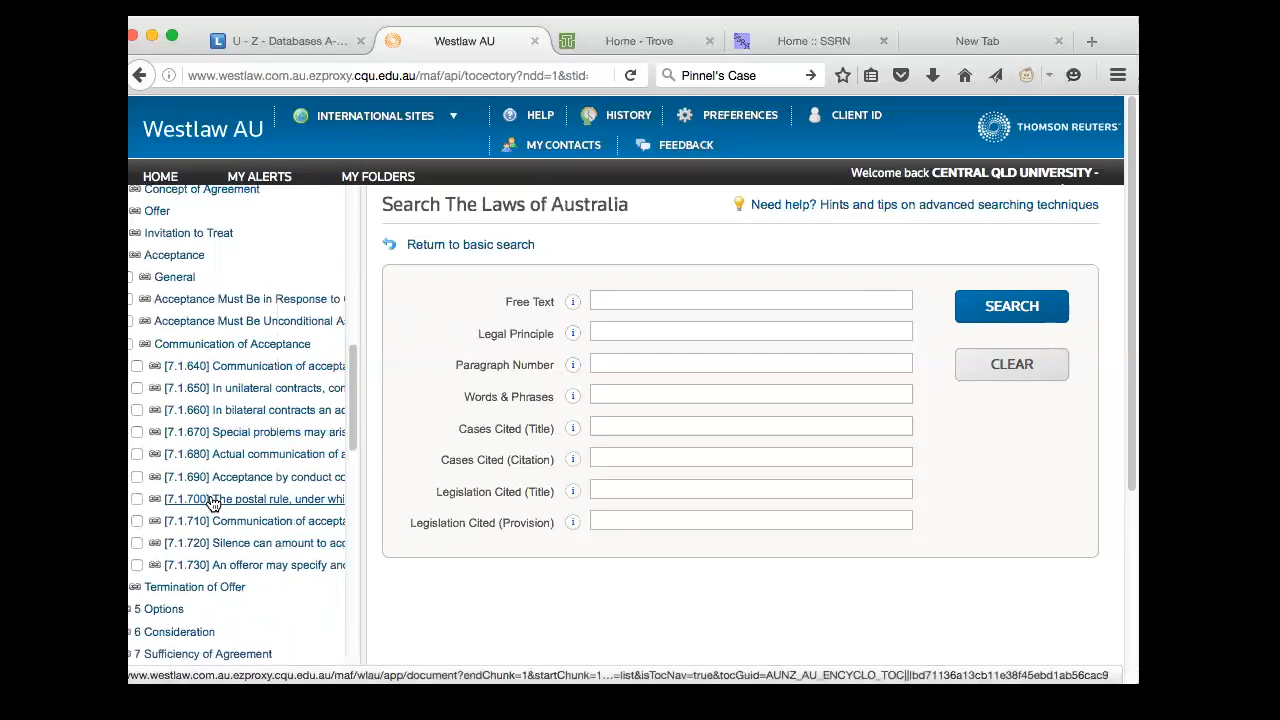 U - Z - Databases A-...
Westlaw AU
Home - Trove
Home :: SSRN
New Tab
www.westlaw.com.au.ezproxy.cqu.edu.au/maf/api/tocectory?ndd=1&stid:
Pinnel's Case
Westlaw AU
INTERNATIONAL SITES
HELP
HISTORY
PREFERENCES
CLIENT ID
MY CONTACTS
FEEDBACK
THOMSON REUTERS
HOME
MY ALERTS
MY FOLDERS
Welcome back CENTRAL QLD UNIVERSITY -
Concept of Agreement
Offer
Invitation to Treat
Acceptance
General
Acceptance Must Be in Response to
Acceptance Must Be Unconditional A
Communication of Acceptance
[7.1.640] Communication of accepta
[7.1.650] In unilateral contracts, con
[7.1.660] In bilateral contracts an ac
[7.1.670] Special problems may aris
[7.1.680] Actual communication of a
[7.1.690] Acceptance by conduct co
[7.1.700] The postal rule, under whi
[7.1.710] Communication of accepta
[7.1.720] Silence can amount to acc
[7.1.730] An offeror may specify and
Termination of Offer
5 Options
6 Consideration
7 Sufficiency of Agreement
Search The Laws of Australia
Need help? Hints and tips on advanced searching techniques
Return to basic search
Free Text
Legal Principle
Paragraph Number
Words & Phrases
Cases Cited (Title)
Cases Cited (Citation)
Legislation Cited (Title)
Legislation Cited (Provision)
SEARCH
CLEAR
www.westlaw.com.au.ezproxy.cqu.edu.au/maf/wlau/app/document?endChunk=1&startChunk=1...=list&isTocNav=true&tocGuid=AUNZ_AU_ENCYCLO_TOC||Ibd71136a13cb11e38f45ebd1ab56cac9